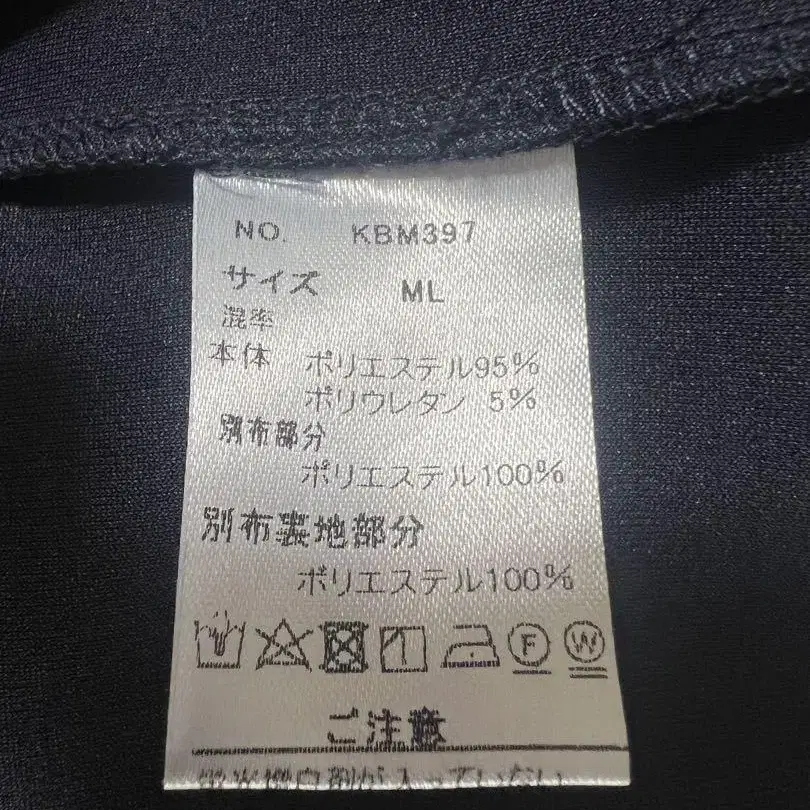 NO. KBM397
サイズ ML
混率
本体 ポリエステル95%
ポリウレタン 5%
別布部分
ポリエステル100%
別布裏地部分
ポリエステル100%
F W
ご注意